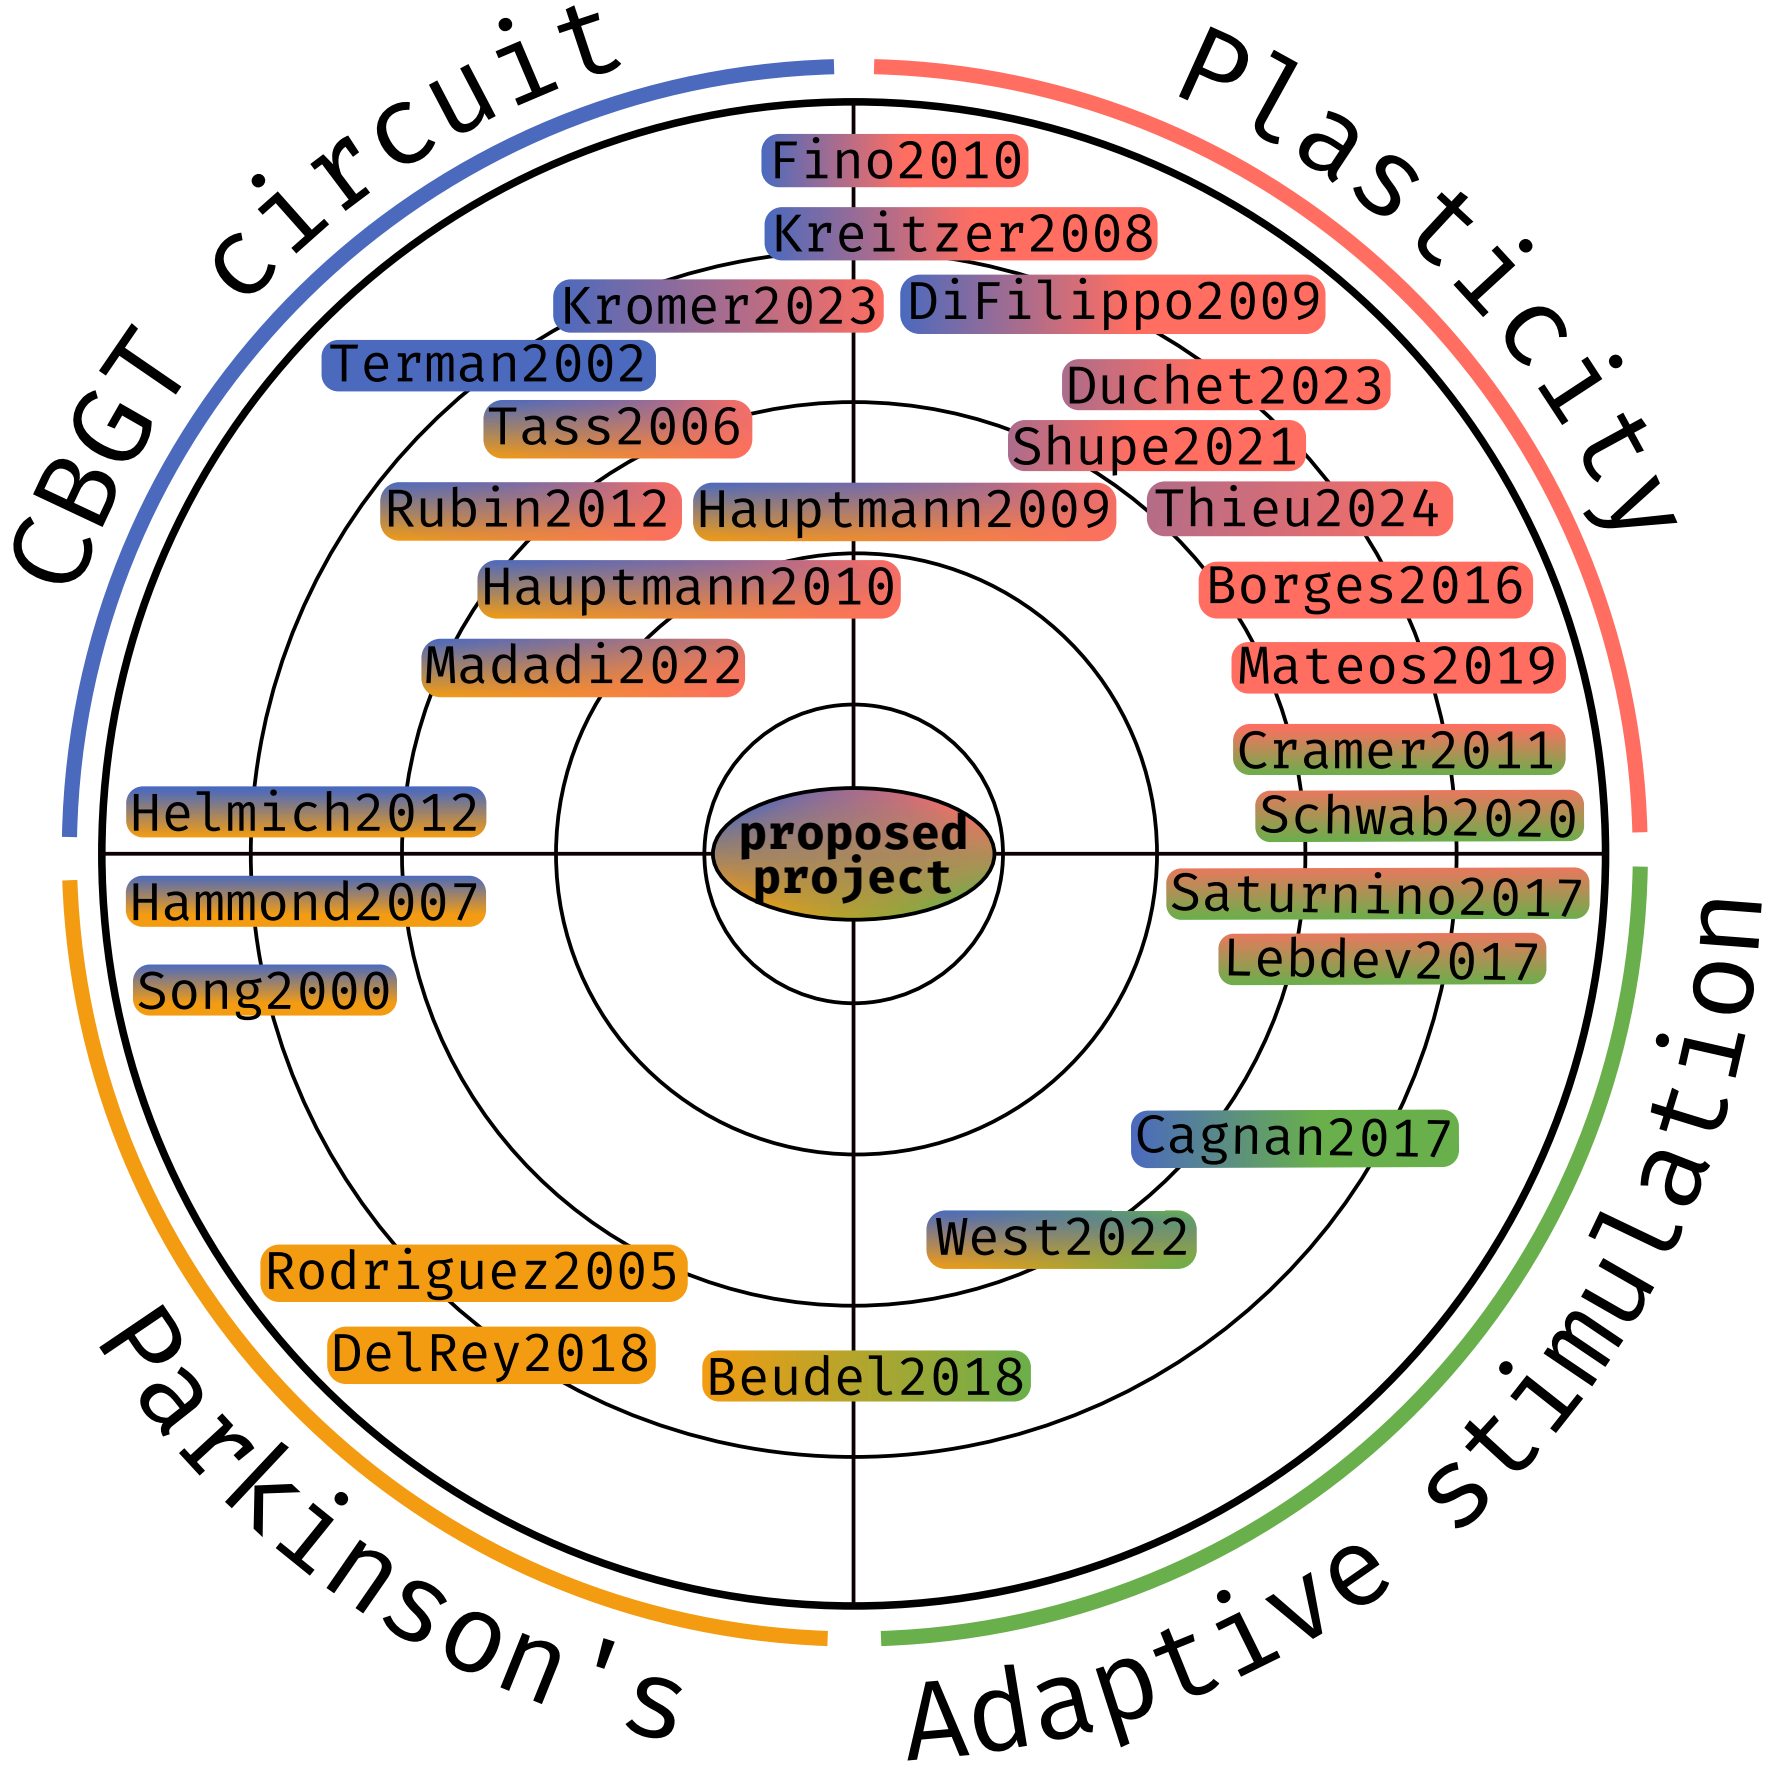 CBGT circuit
Plasticity
Fino2010
Kreitzer2008
Kromer2023
DiFilippo2009
Terman2002
Duchet2023
Tass2006
Shupe2021
Rubin2012
Hauptmann2009
Thieu2024
Hauptmann2010
Borges2016
Madadi2022
Mateos2019
Cramer2011
Helmich2012
Schwab2020
proposed
project
Hammond2007
Saturnino2017
Lebdev2017
Song2000
Cagnan2017
West2022
Rodriguez2005
DelRey2018
Beudel2018
Parkinson's
Adaptive stimulation